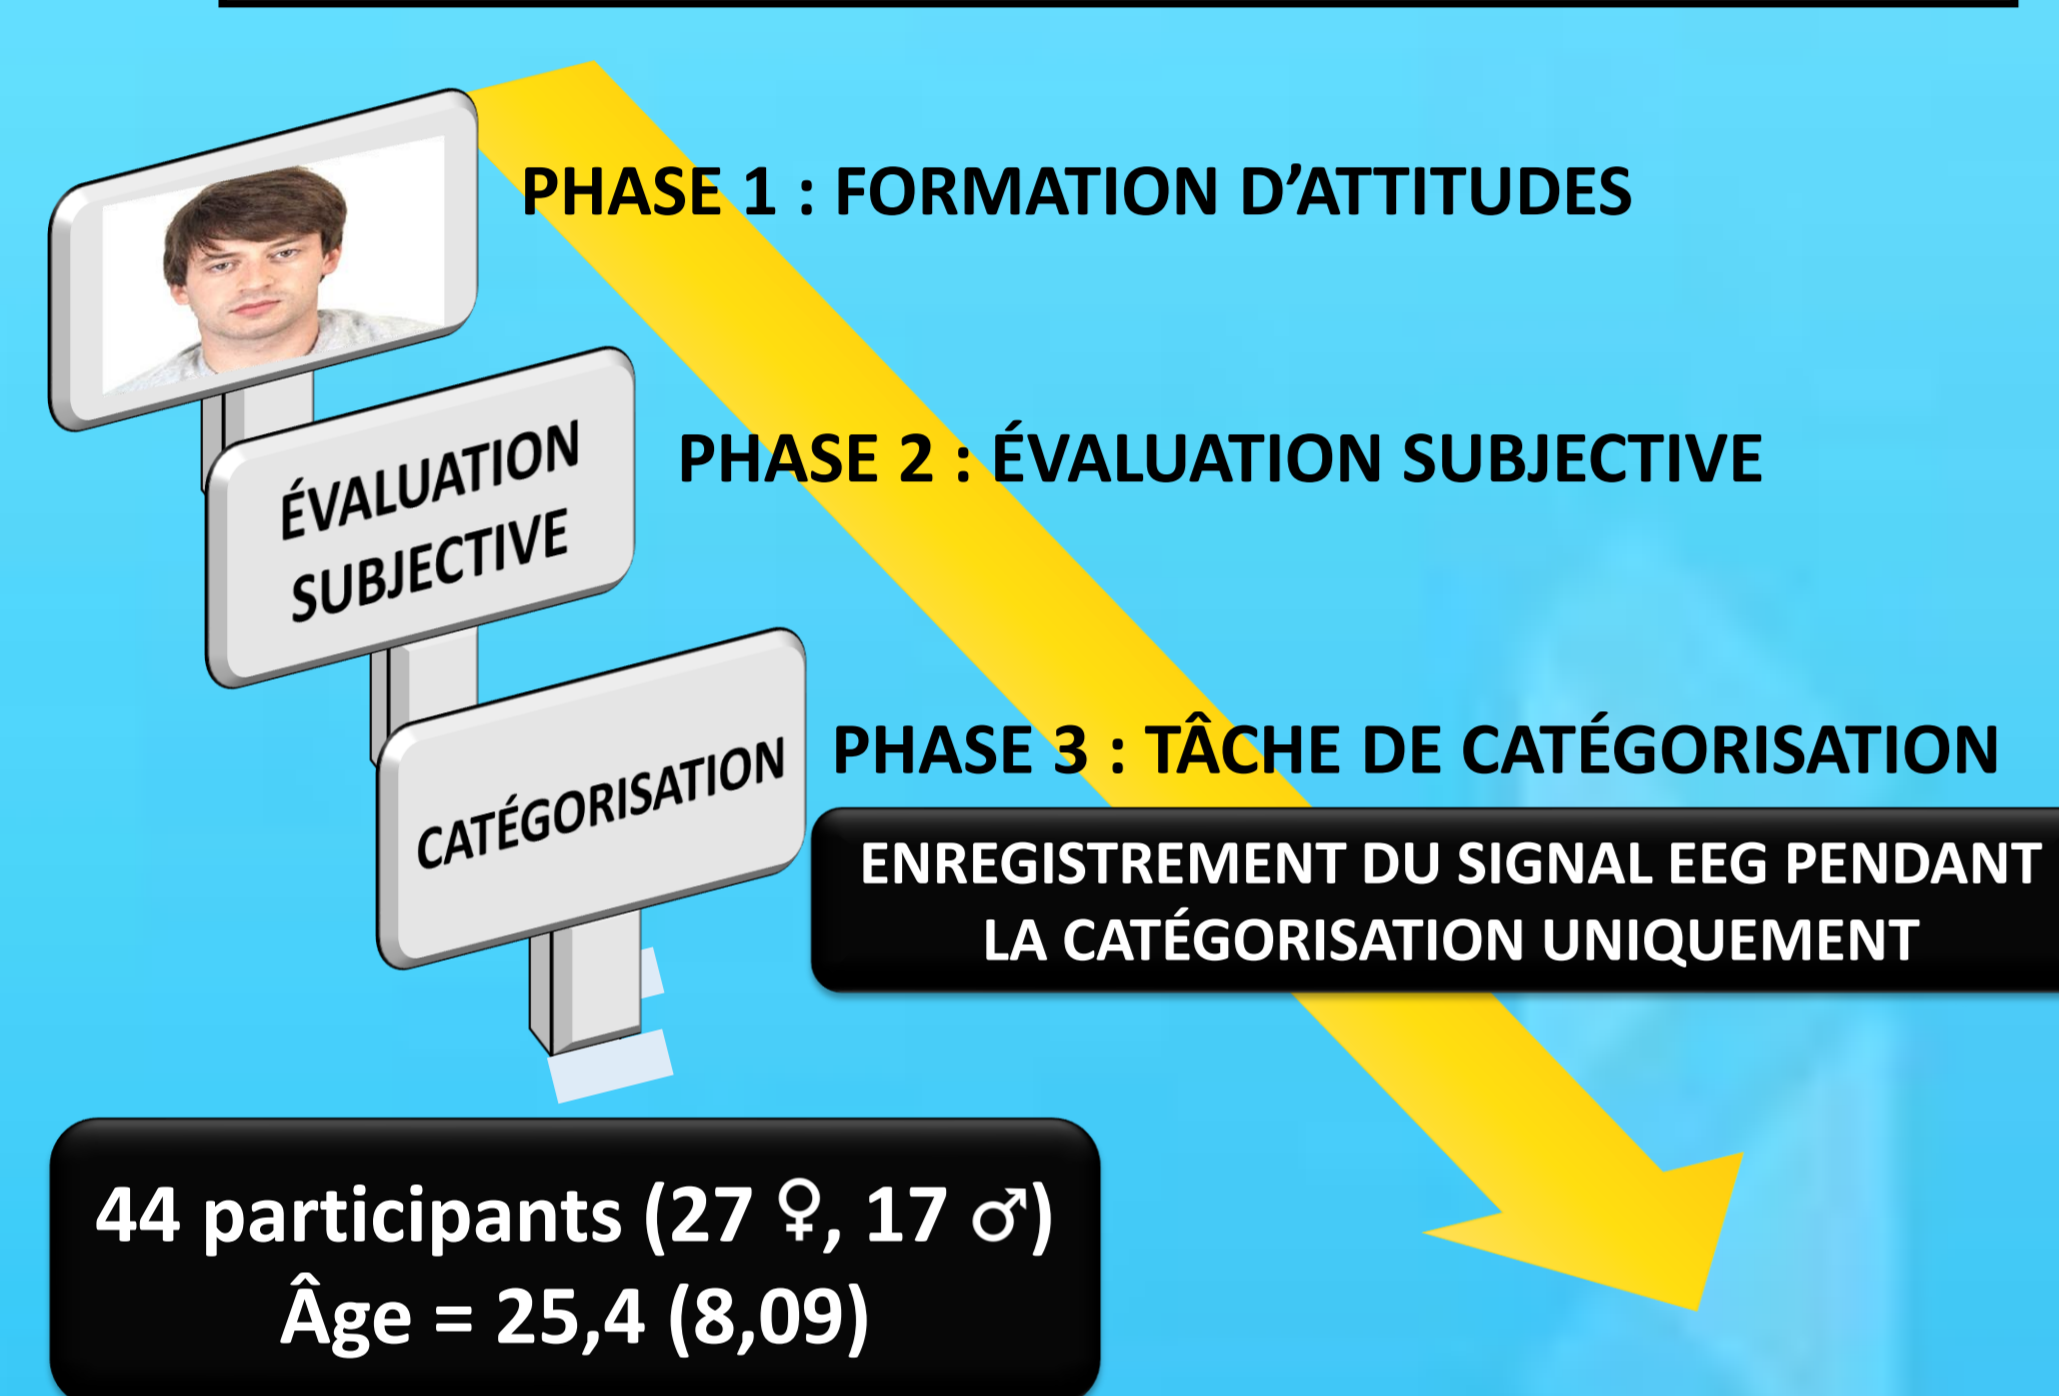 PHASE 1 : FORMATION D’ATTITUDES
ÉVALUATION
SUBJECTIVE
PHASE 2 : ÉVALUATION SUBJECTIVE
CATÉGORISATION
PHASE 3 : TÂCHE DE CATÉGORISATION
ENREGISTREMENT DU SIGNAL EEG PENDANT
LA CATÉGORISATION UNIQUEMENT
44 participants (27 ♀, 17 ♂)
Âge = 25,4 (8,09)